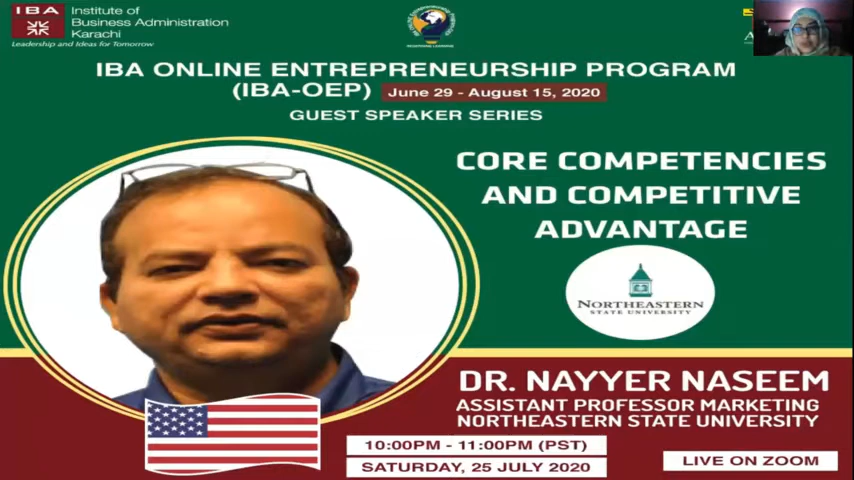 IBA
Institute of
Business Administration
Karachi
Leadership and Ideas for Tomorrow
IBA ONLINE ENTREPRENEURSHIP PROGRAM
(IBA-OEP) June 29 - August 15, 2020
GUEST SPEAKER SERIES
CORE COMPETENCIES
AND COMPETITIVE
ADVANTAGE
NORTHEASTERN
STATE UNIVERSITY
DR. NAYYER NASEEM
ASSISTANT PROFESSOR MARKETING
NORTHEASTERN STATE UNIVERSITY
10:00PM - 11:00PM (PST)
SATURDAY, 25 JULY 2020
LIVE ON ZOOM